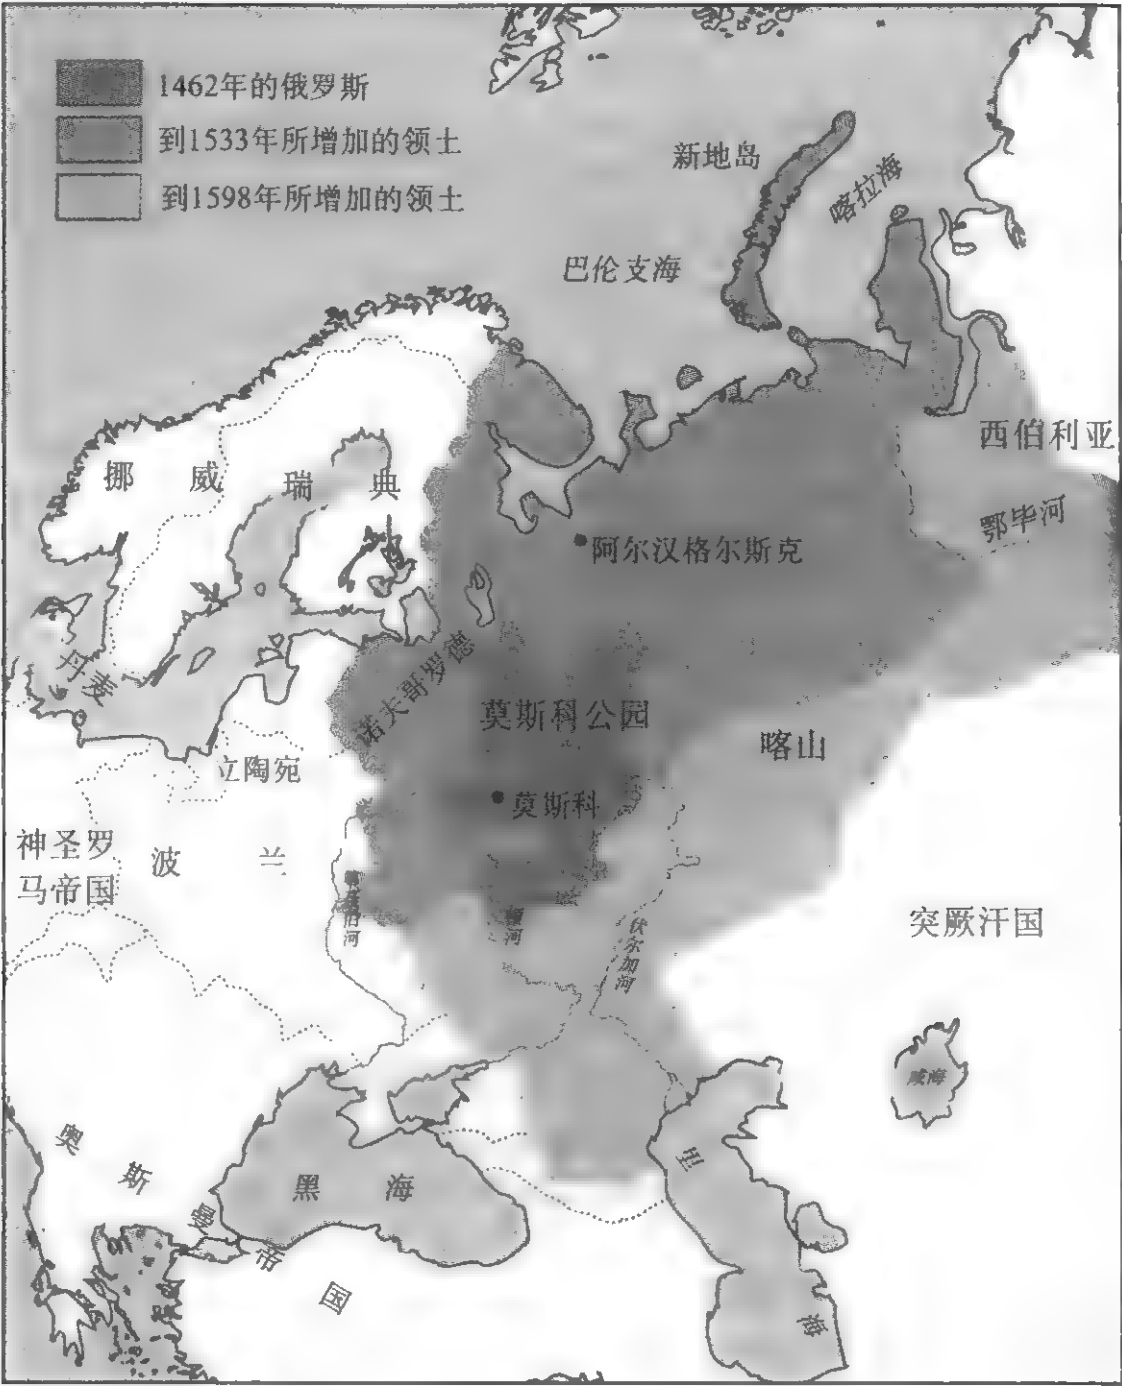 1462年的俄罗斯
到1533年所增加的领土
到1598年所增加的领土
新地岛
喀拉海
巴伦支海
西伯利亚
挪威
瑞典
鄂毕河
阿尔汉格尔斯克
丹麦
诺夫哥罗德
莫斯科公园
喀山
立陶宛
莫斯科
神圣罗
马帝国
波兰
突厥汗国
伏尔加河
咸海
奥斯曼帝国
黑海
里海